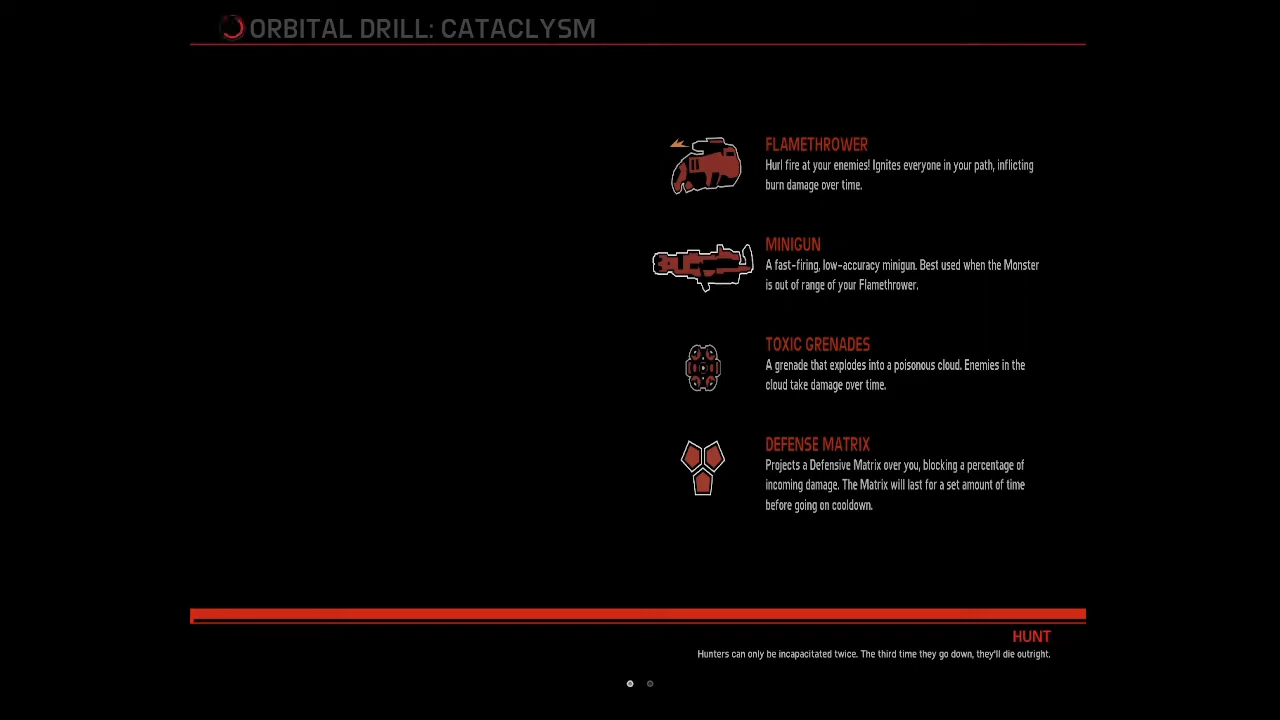 ORBITAL DRILL: CATACLYSM
FLAMETHROWER
Hurl fire at your enemies! Ignites everyone in your path, inflicting
burn damage over time.
MINIGUN
A fast-firing, low-accuracy minigun. Best used when the Monster
is out of range of your Flamethrower.
TOXIC GRENADES
A grenade that explodes into a poisonous cloud. Enemies in the
cloud take damage over time.
DEFENSE MATRIX
Projects a Defensive Matrix over you, blocking a percentage of
incoming damage. The Matrix will last for a set amount of time
before going on cooldown.
HUNT
Hunters can only be incapacitated twice. The third time they go down, they'll die outright.